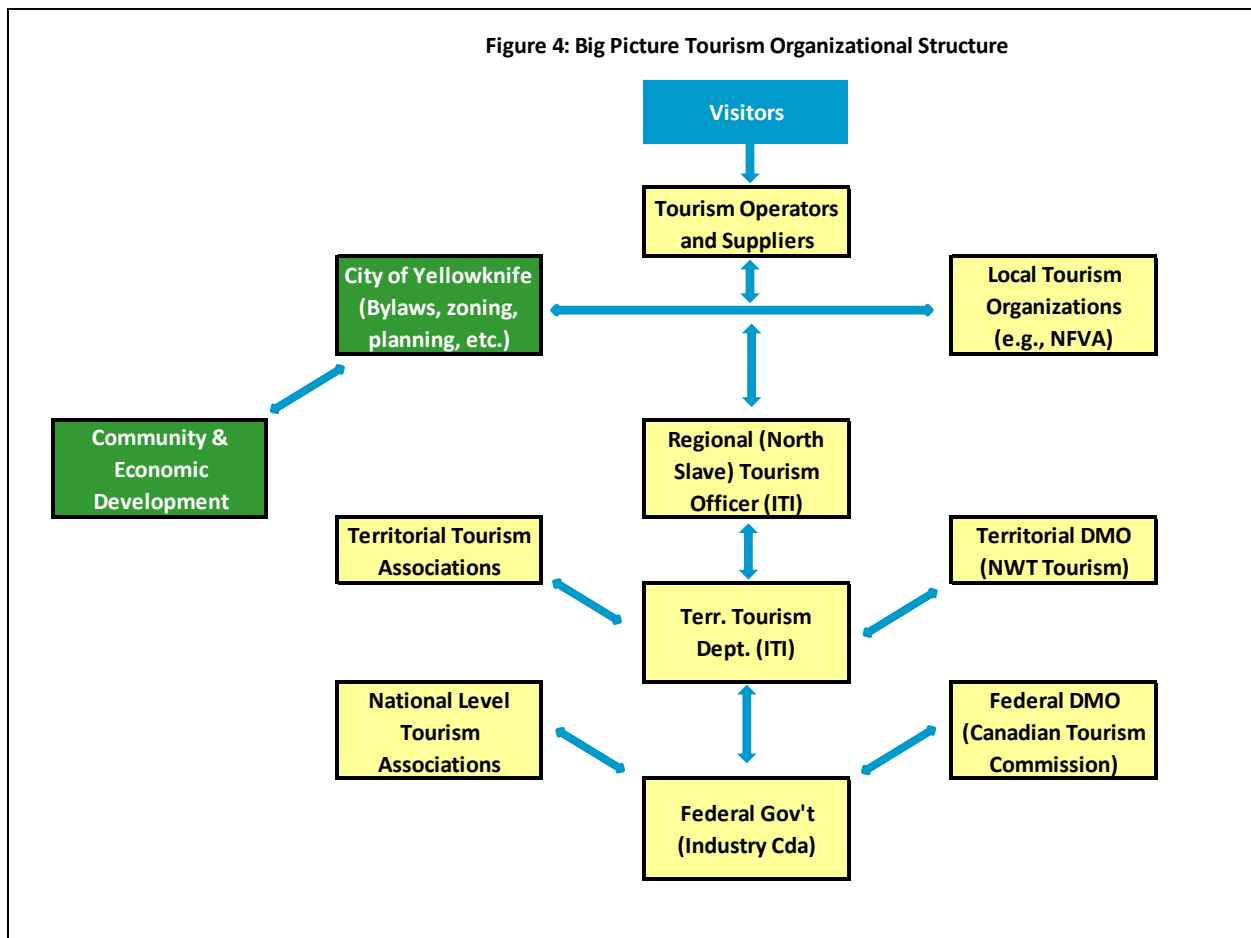 Figure 4: Big Picture Tourism Organizational Structure
Visitors
Tourism Operators
and Suppliers
City of Yellowknife
(Bylaws, zoning,
planning, etc.)
Local Tourism
Organizations
(e.g., NFVA)
Community &
Economic
Development
Regional (North
Slave) Tourism
Officer (ITI)
Territorial Tourism
Associations
Territorial DMO
(NWT Tourism)
Terr. Tourism
Dept. (ITI)
National Level
Tourism
Associations
Federal DMO
(Canadian Tourism
Commission)
Federal Gov't
(Industry Cda)